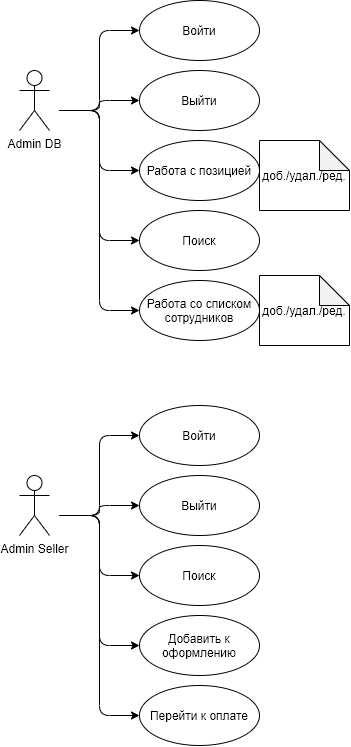 Войти
Admin DB
Выйти
Работа с позицией
доб./удал./ред.
Поиск
Работа со списком
сотрудников
доб./удал./ред.
Войти
Admin Seller
Выйти
Поиск
Добавить к
оформлению
Перейти к оплате